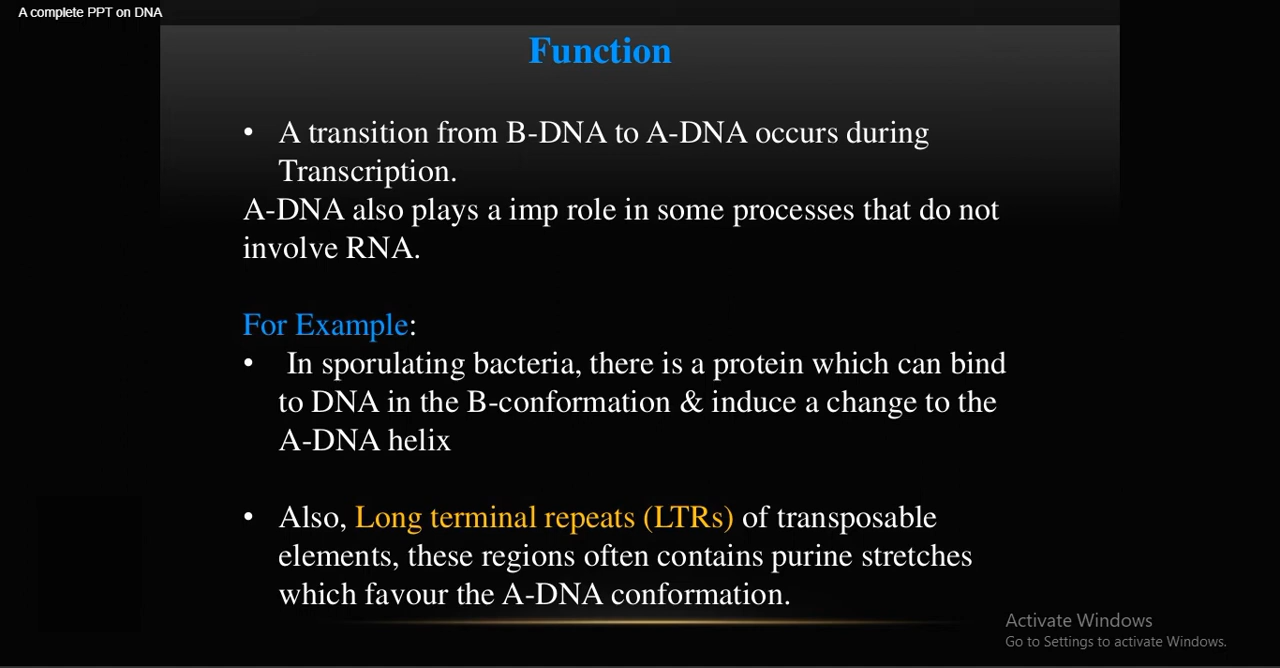 A complete PPT on DNA
Function
• A transition from B-DNA to A-DNA occurs during
Transcription.
A-DNA also plays a imp role in some processes that do not
involve RNA.
For Example:
• In sporulating bacteria, there is a protein which can bind
to DNA in the B-conformation & induce a change to the
A-DNA helix
• Also, Long terminal repeats (LTRs) of transposable
elements, these regions often contains purine stretches
which favour the A-DNA conformation.
Activate Windows
Go to Settings to activate Windows.